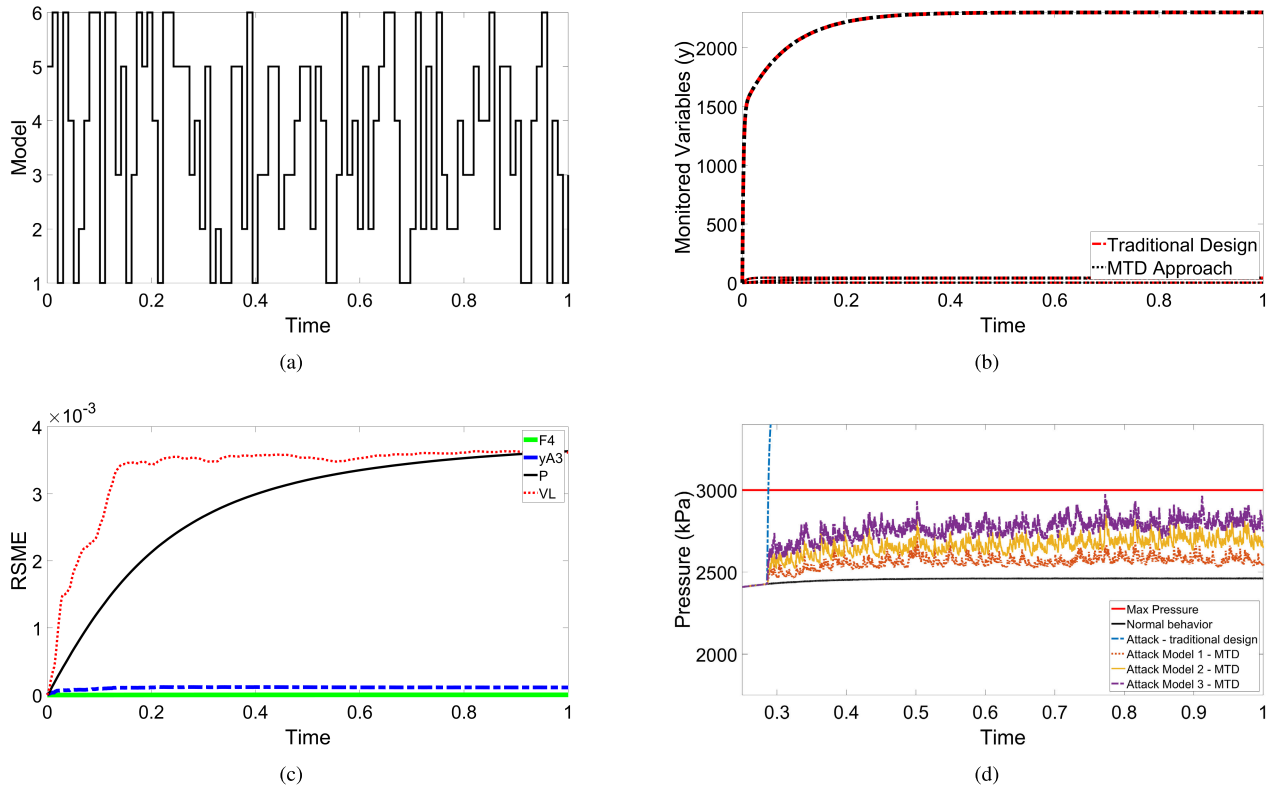 6
5
4
3
2
1
Model
0
0.2
0.4
0.6
0.8
1
Time
(a)
2000
1500
1000
500
0
Monitored Variables (y)
Traditional Design
MTD Approach
0
0.2
0.4
0.6
0.8
1
Time
(b)
×10-3
4
3
2
1
0
RSME
F4
yA3
P
VL
0
0.2
0.4
0.6
0.8
1
Time
(c)
3000
2500
2000
Pressure (kPa)
Max Pressure
Normal behavior
Attack - traditional design
Attack Model 1 - MTD
Attack Model 2 - MTD
Attack Model 3 - MTD
0.3
0.4
0.5
0.6
0.7
0.8
0.9
1
Time
(d)